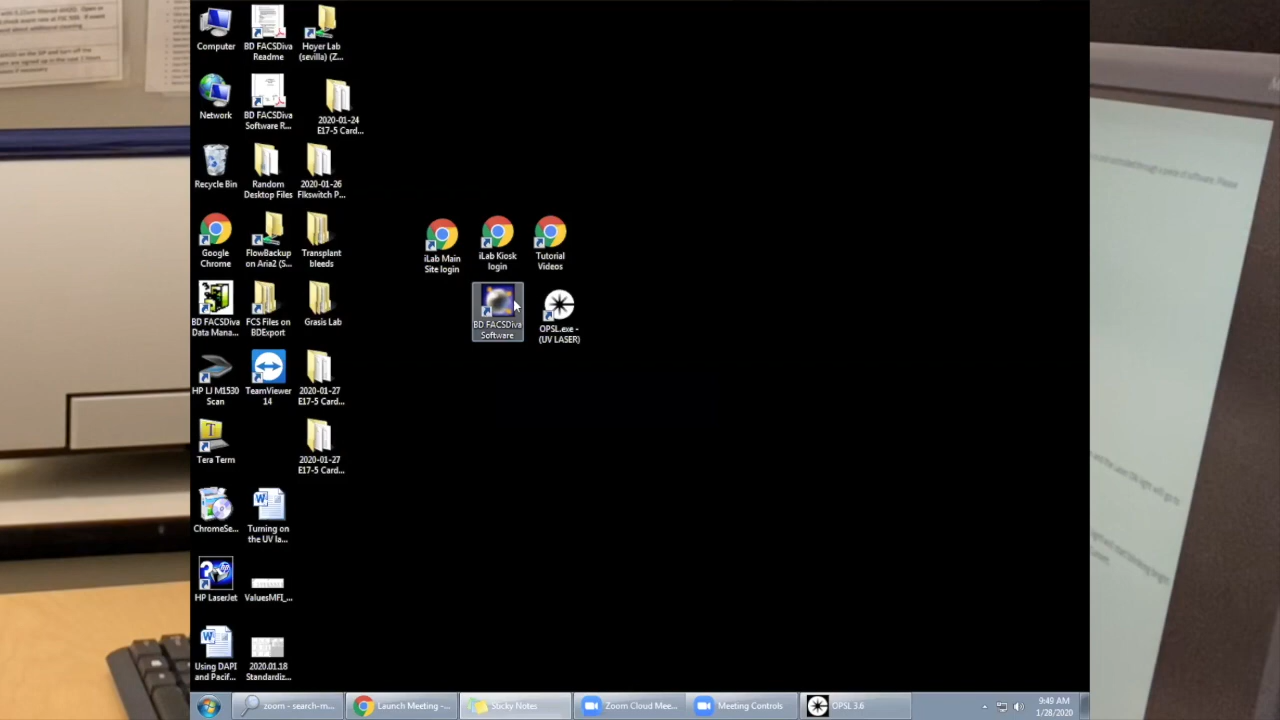 Computer
BD FACSDiva
Readme
Hoyer Lab
(sevilla) (Z...
Network
BD FACSDiva
Software R...
2020-01-24
E17-5 Card...
Recycle Bin
Random
Desktop Files
2020-01-26
Flkswitch P...
Google
Chrome
FlowBackup
on Aria2 (S...
Transplant
bleeds
iLab Main
Site login
iLab Kiosk
login
Tutorial
Videos
BD FACSDiva
Data Mana...
FCS Files on
BDExport
Grasis Lab
BD FACSDiva
Software
OPSL.exe -
(UV LASER)
HP LJ M1530
Scan
TeamViewer
14
2020-01-27
E17-5 Card...
Tera Term
2020-01-27
E17-5 Card...
ChromeSe...
Turning on
the UV la...
HP LaserJet
ValuesMFI_...
Using DAPI
and Pacif...
2020.01.18
Standardiz...
zoom - search-m...
Launch Meeting -...
Sticky Notes
Zoom Cloud Mee...
Meeting Controls
OPSL 3.6
9:49 AM
1/28/2020